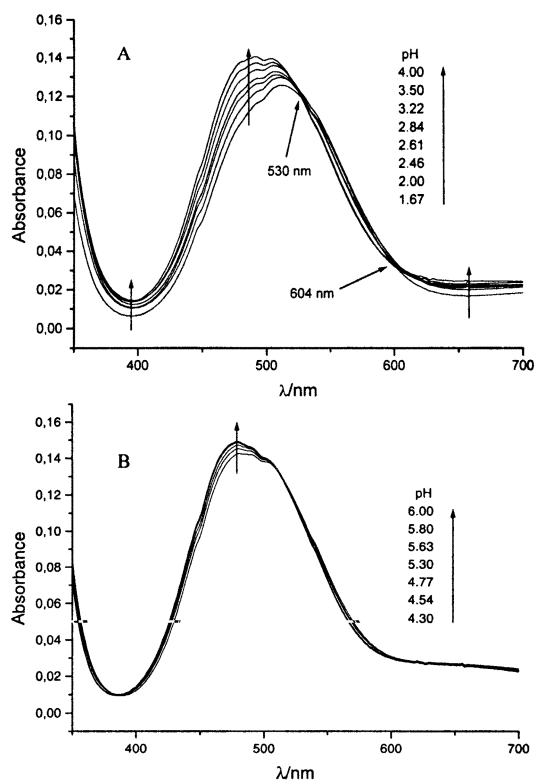 A
pH
4.00
3.50
3.22
2.84
2.61
2.46
2.00
1.67
530 nm
604 nm
Absorbance
0,16
0,14
0,12
0,10
0,08
0,06
0,04
0,02
0,00
400 500 600 700
λ/nm
B
pH
6.00
5.80
5.63
5.30
4.77
4.54
4.30
Absorbance
0,16
0,14
0,12
0,10
0,08
0,06
0,04
0,02
0,00
400 500 600 700
λ/nm